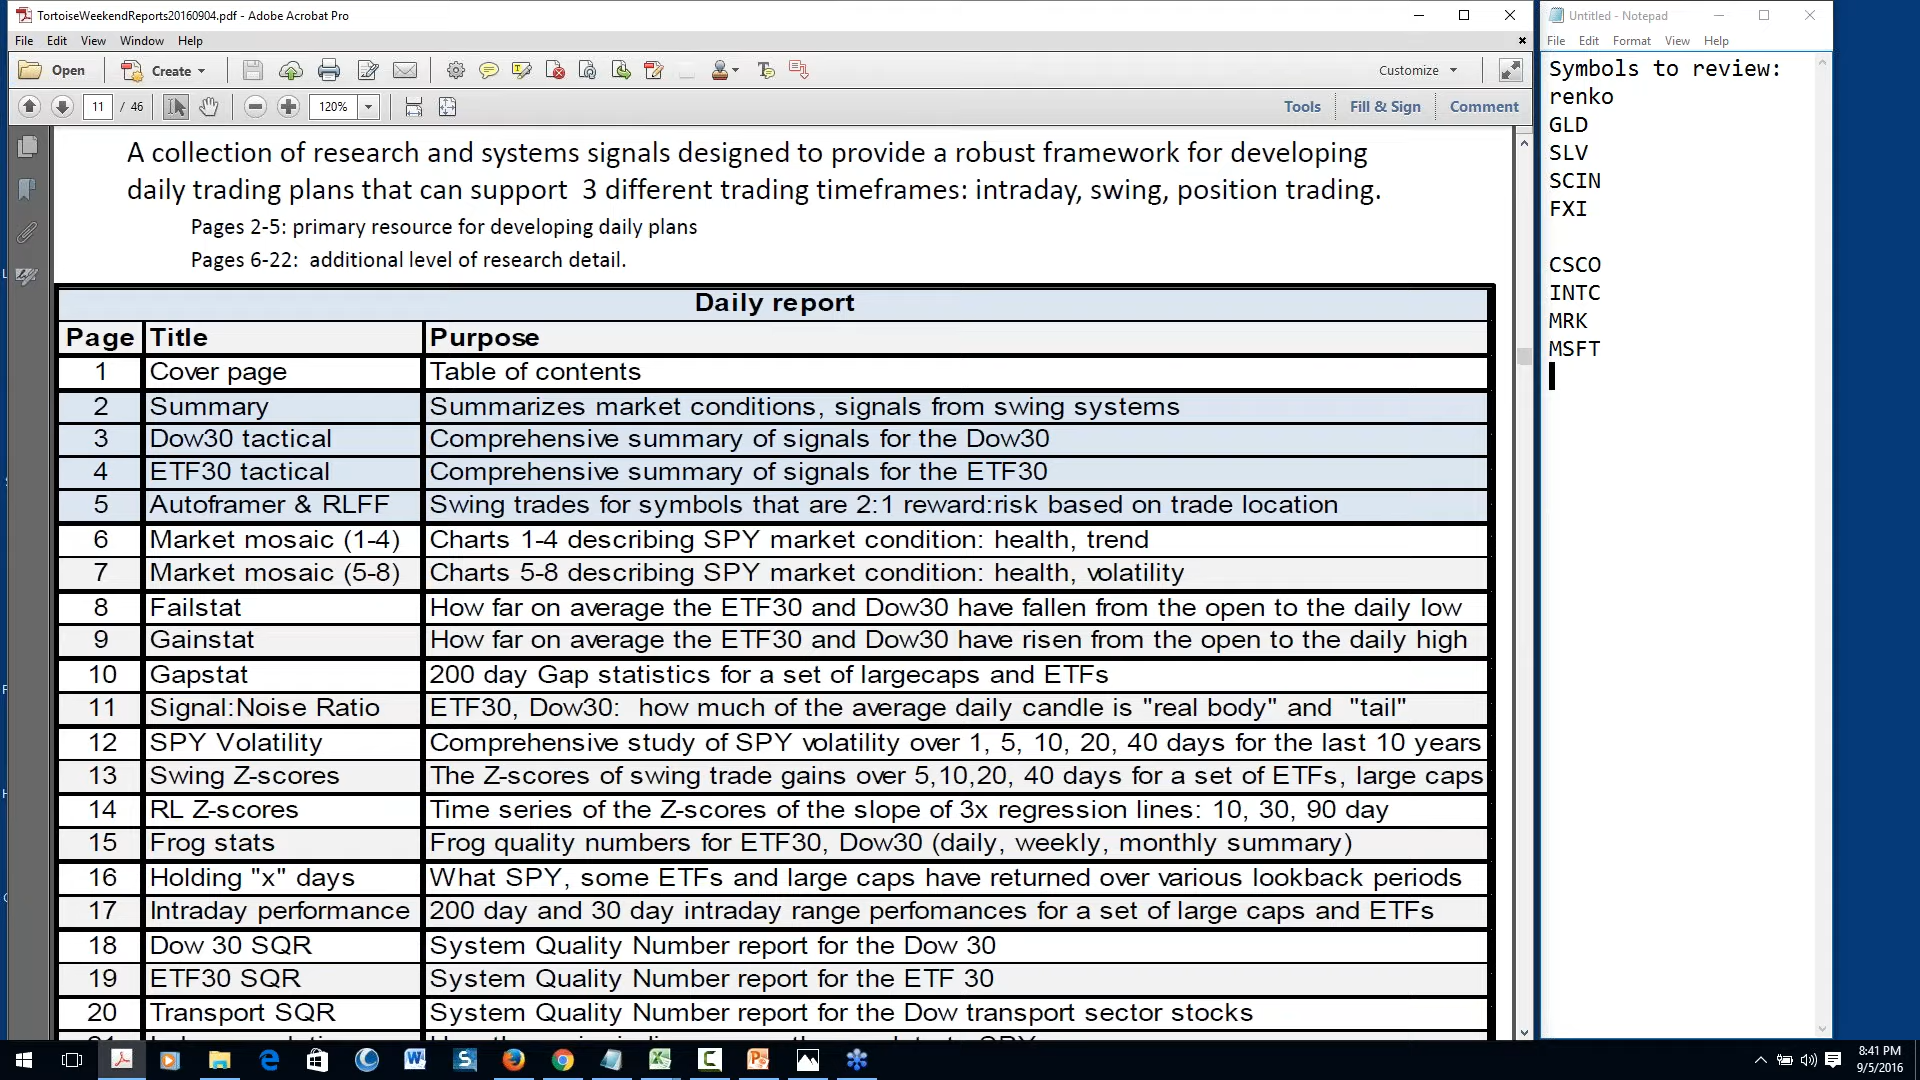 TortoiseWeekendReports20160904.pdf - Adobe Acrobat Pro
File Edit View Window Help
Open Create Customize
11 / 46 120% Tools Fill & Sign Comment
A collection of research and systems signals designed to provide a robust framework for developing
daily trading plans that can support 3 different trading timeframes: intraday, swing, position trading.
Pages 2-5: primary resource for developing daily plans
Pages 6-22: additional level of research detail.
Daily report
Page Title Purpose
1 Cover page Table of contents
2 Summary Summarizes market conditions, signals from swing systems
3 Dow30 tactical Comprehensive summary of signals for the Dow30
4 ETF30 tactical Comprehensive summary of signals for the ETF30
5 Autoframer & RLFF Swing trades for symbols that are 2:1 reward:risk based on trade location
6 Market mosaic (1-4) Charts 1-4 describing SPY market condition: health, trend
7 Market mosaic (5-8) Charts 5-8 describing SPY market condition: health, volatility
8 Failstat How far on average the ETF30 and Dow30 have fallen from the open to the daily low
9 Gainstat How far on average the ETF30 and Dow30 have risen from the open to the daily high
10 Gapstat 200 day Gap statistics for a set of largecaps and ETFs
11 Signal:Noise Ratio ETF30, Dow30: how much of the average daily candle is "real body" and "tail"
12 SPY Volatility Comprehensive study of SPY volatility over 1, 5, 10, 20, 40 days for the last 10 years
13 Swing Z-scores The Z-scores of swing trade gains over 5,10,20, 40 days for a set of ETFs, large caps
14 RL Z-scores Time series of the Z-scores of the slope of 3x regression lines: 10, 30, 90 day
15 Frog stats Frog quality numbers for ETF30, Dow30 (daily, weekly, monthly summary)
16 Holding "x" days What SPY, some ETFs and large caps have returned over various lookback periods
17 Intraday performance 200 day and 30 day intraday range perfomances for a set of large caps and ETFs
18 Dow 30 SQR System Quality Number report for the Dow 30
19 ETF30 SQR System Quality Number report for the ETF 30
20 Transport SQR System Quality Number report for the Dow transport sector stocks
Untitled - Notepad
File Edit Format View Help
Symbols to review:
renko
GLD
SLV
SCIN
FXI
CSCO
INTC
MRK
MSFT
8:41 PM
9/5/2016